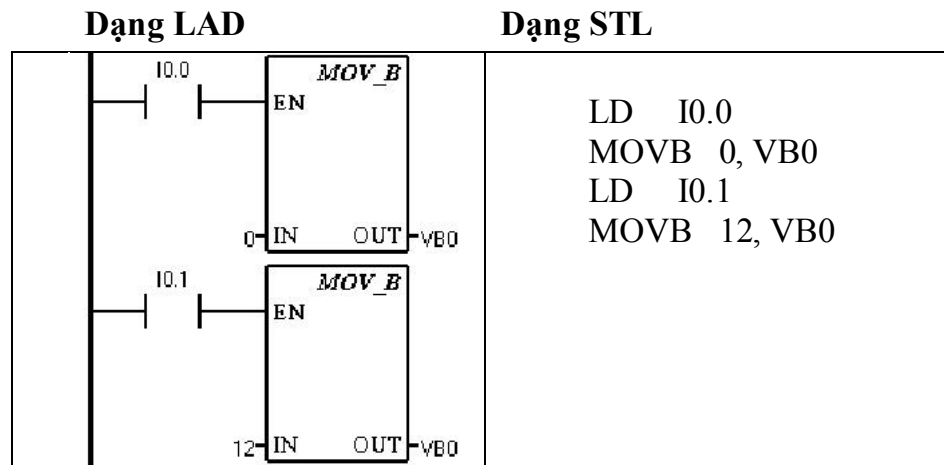 Dạng LAD Dạng STL
I0.0
MOV_B
EN
0 IN OUT VB0
I0.1
MOV_B
EN
12 IN OUT VB0
LD I0.0
MOVB 0, VB0
LD I0.1
MOVB 12, VB0